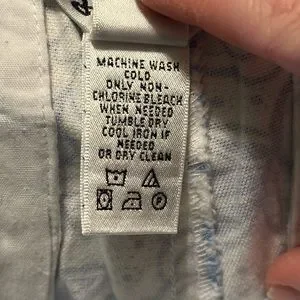 MACHINE WASH
COLD
ONLY NON-
CHLORINE BLEACH
WHEN NEEDED
TUMBLE DRY
COOL IRON IF
NEEDED
OR DRY CLEAN